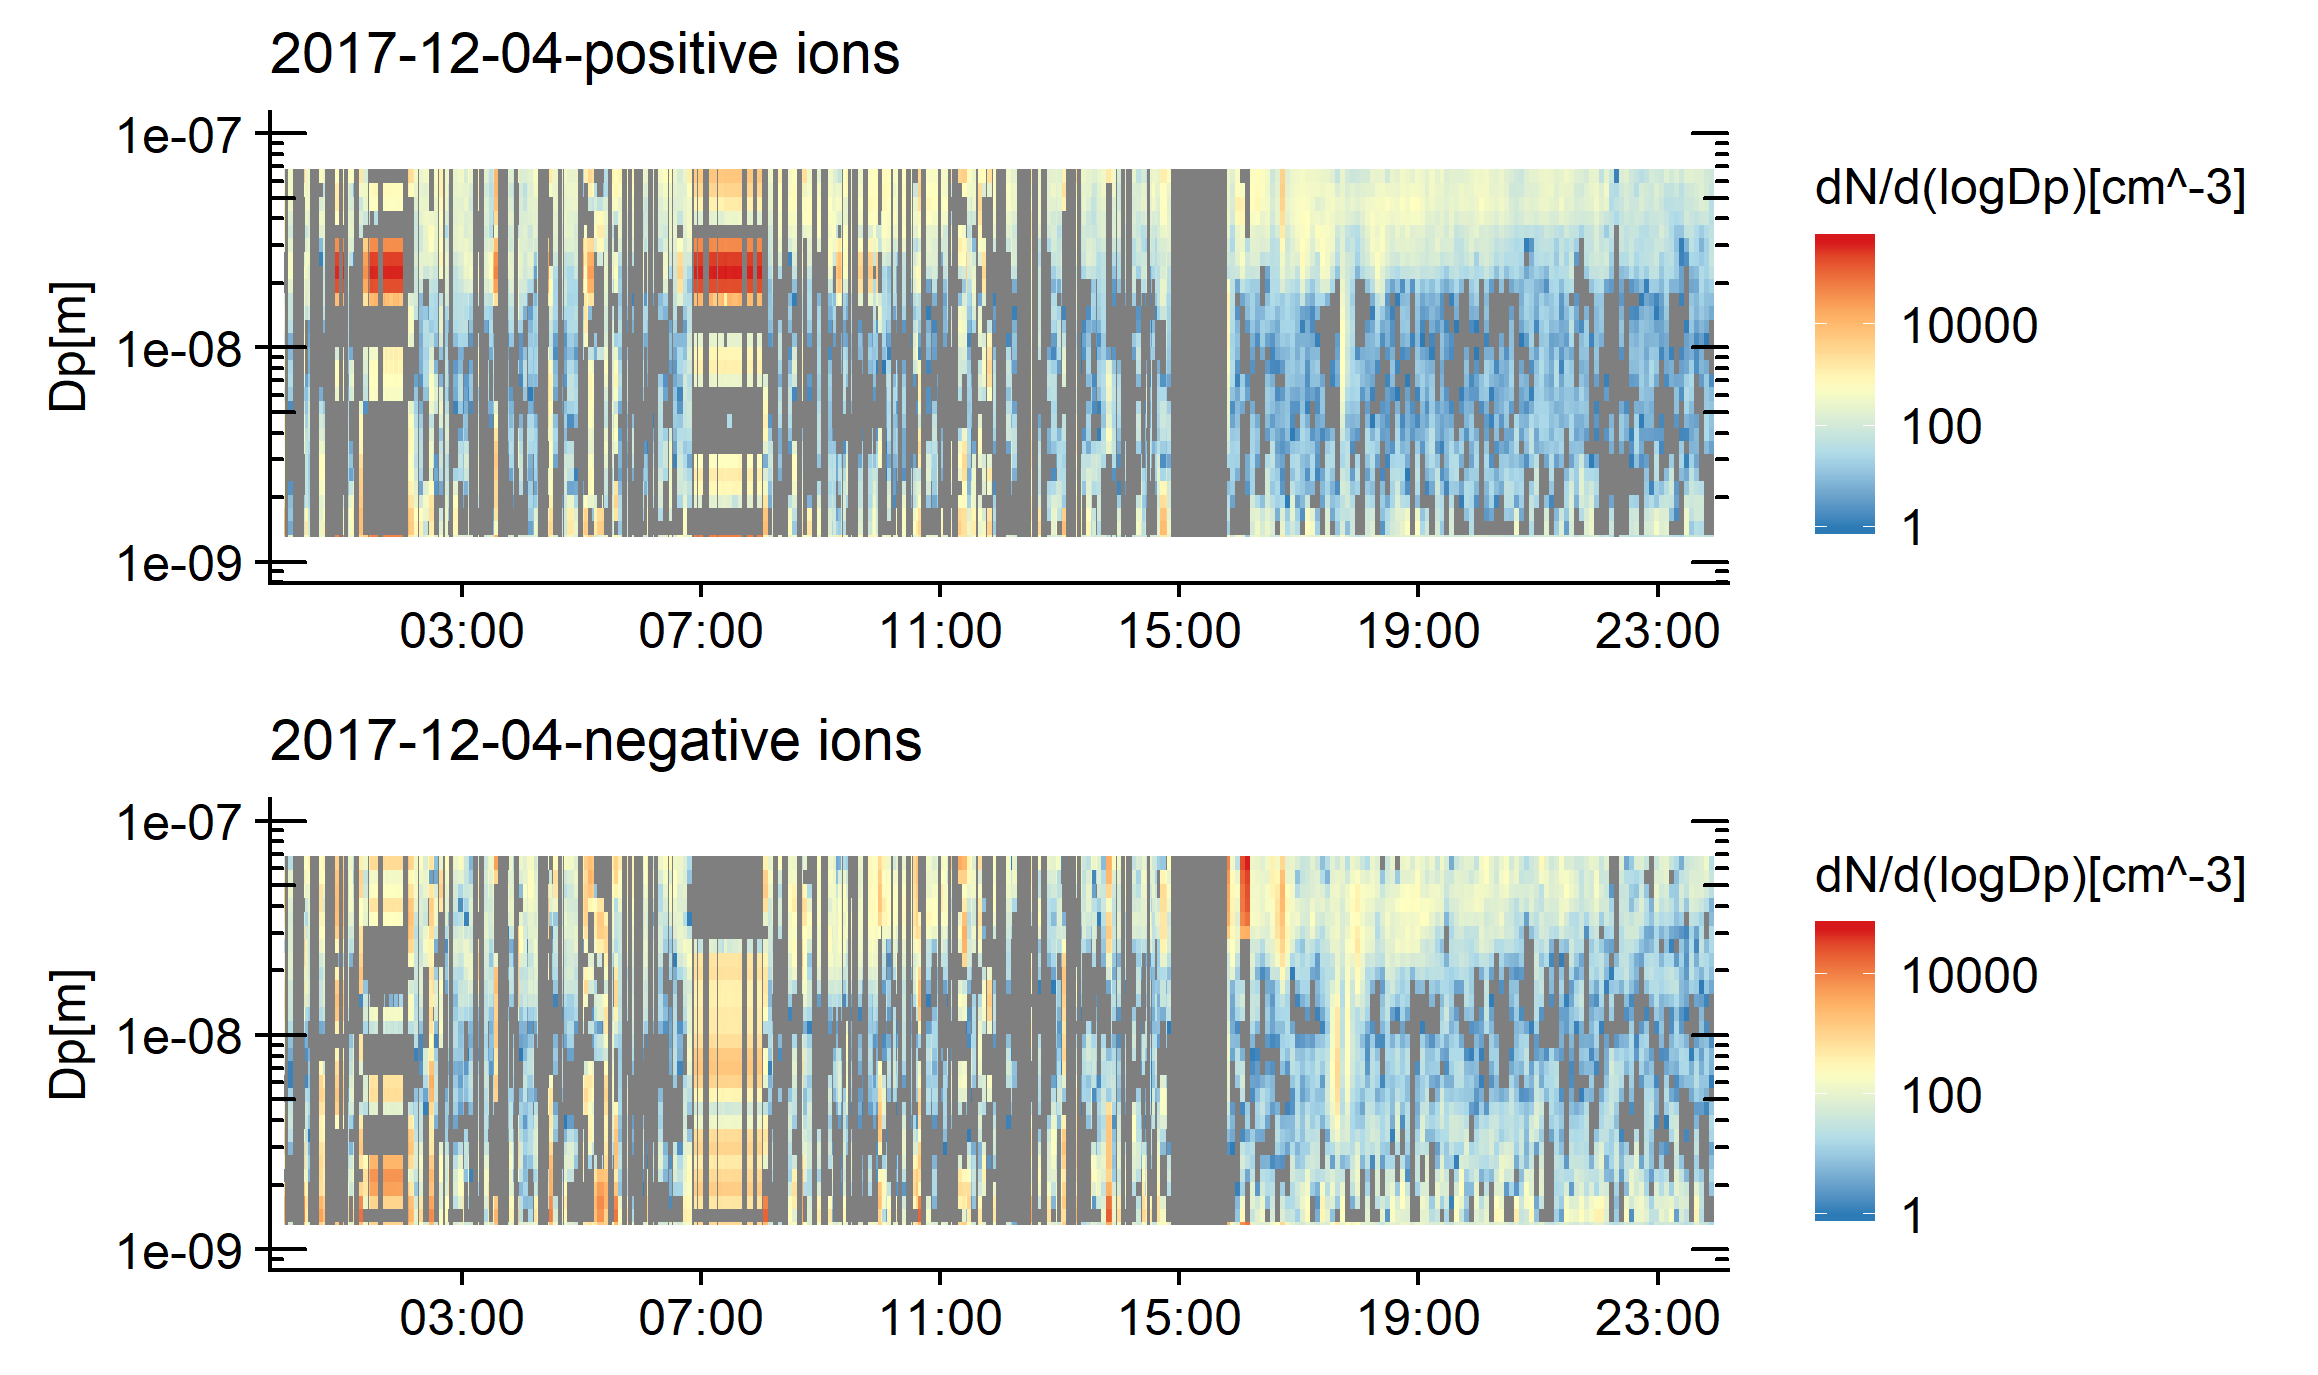 2017-12-04-positive ions
1e-07
1e-08
1e-09
Dp[m]
03:00 07:00 11:00 15:00 19:00 23:00
dN/d(logDp)[cm^-3]
10000
100
1
2017-12-04-negative ions
1e-07
1e-08
1e-09
Dp[m]
03:00 07:00 11:00 15:00 19:00 23:00
dN/d(logDp)[cm^-3]
10000
100
1